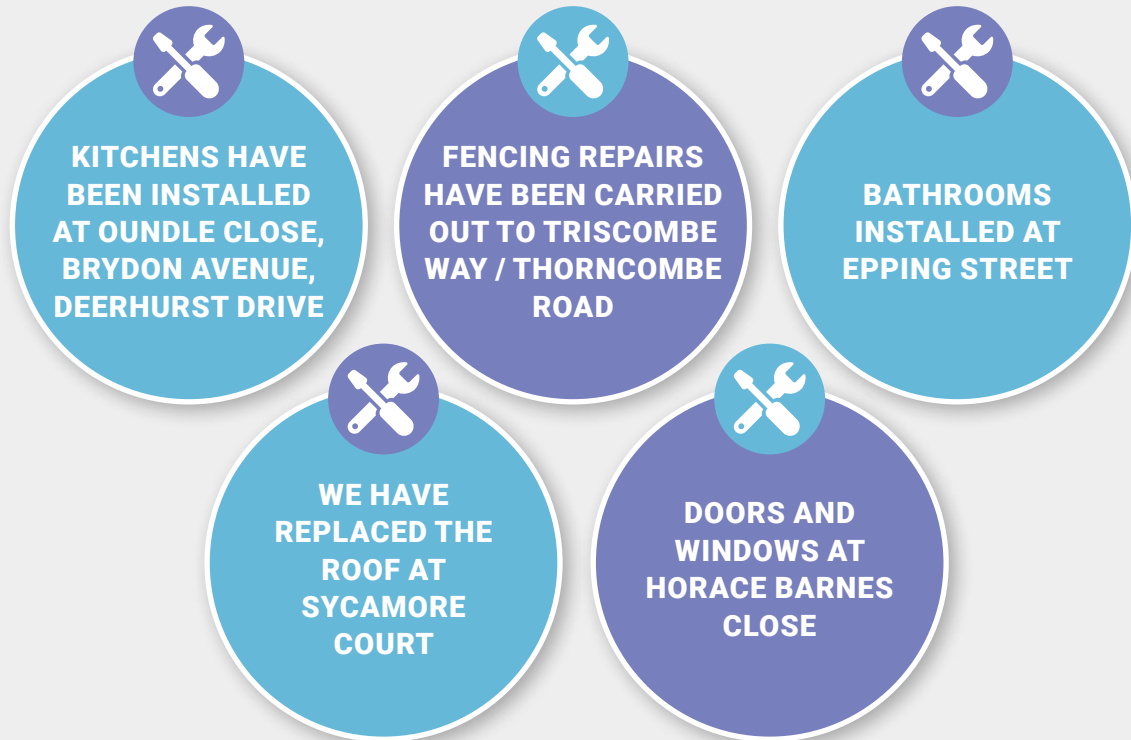 KITCHENS HAVE
BEEN INSTALLED
AT OUNDLE CLOSE,
BRYDON AVENUE,
DEERHURST DRIVE
FENCING REPAIRS
HAVE BEEN CARRIED
OUT TO TRISCOMBE
WAY / THORNCOMBE
ROAD
BATHROOMS
INSTALLED AT
EPPING STREET
WE HAVE
REPLACED THE
ROOF AT
SYCAMORE
COURT
DOORS AND
WINDOWS AT
HORACE BARNES
CLOSE